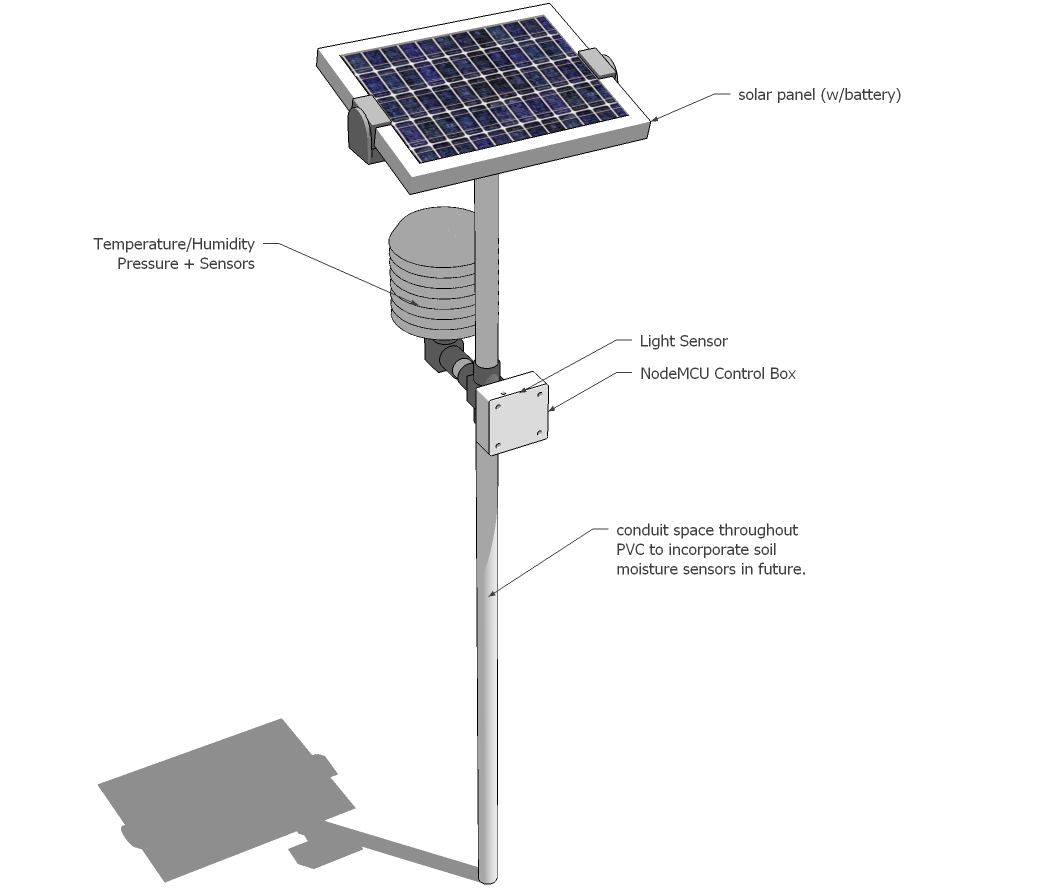 solar panel (w/battery)
Temperature/Humidity
Pressure + Sensors
Light Sensor
NodeMCU Control Box
conduit space throughout
PVC to incorporate soil
moisture sensors in future.